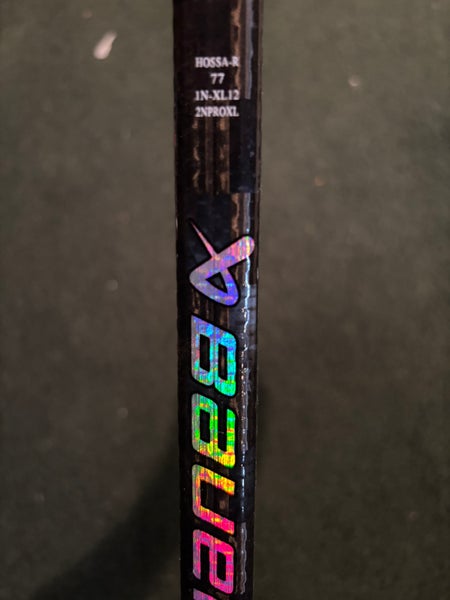 HOSSA-R
77
1N-XL12
2NPROXL
Bauer